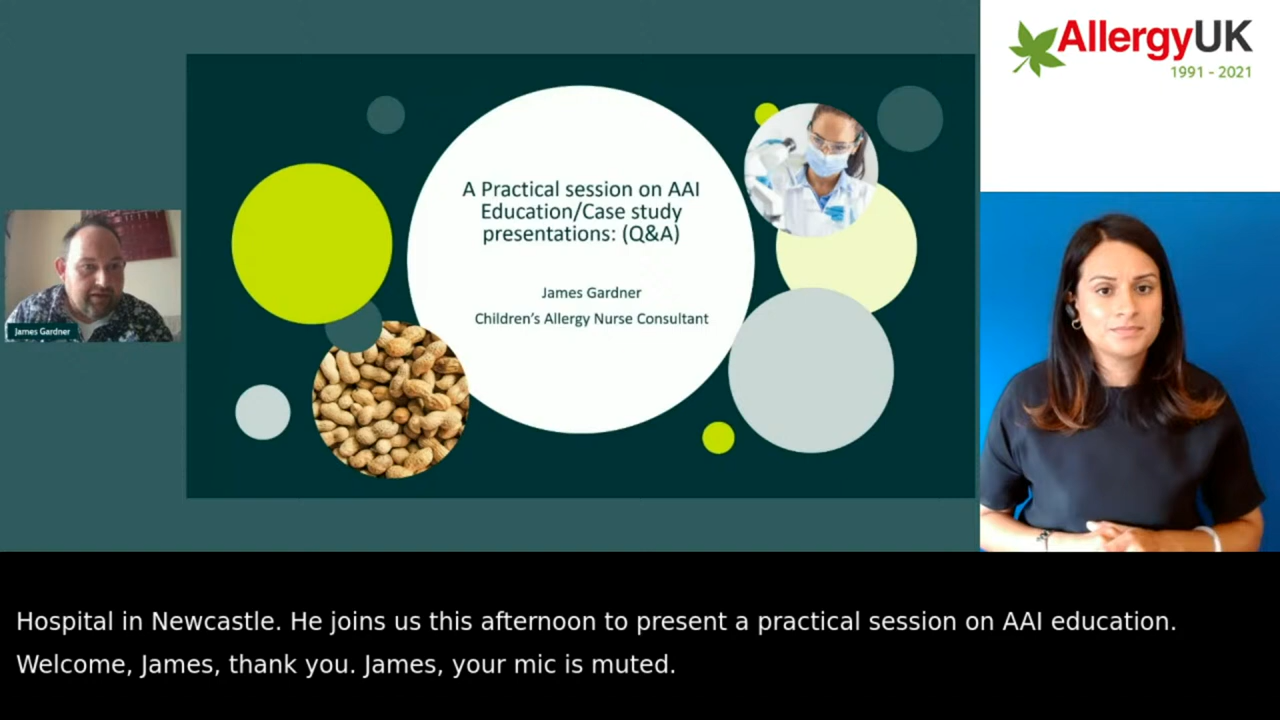 AllergyUK
1991 - 2021
A Practical session on AAI
Education/Case study
presentations: (Q&A)
James Gardner
Children's Allergy Nurse Consultant
James Gardner
Hospital in Newcastle. He joins us this afternoon to present a practical session on AAI education.
Welcome, James, thank you. James, your mic is muted.